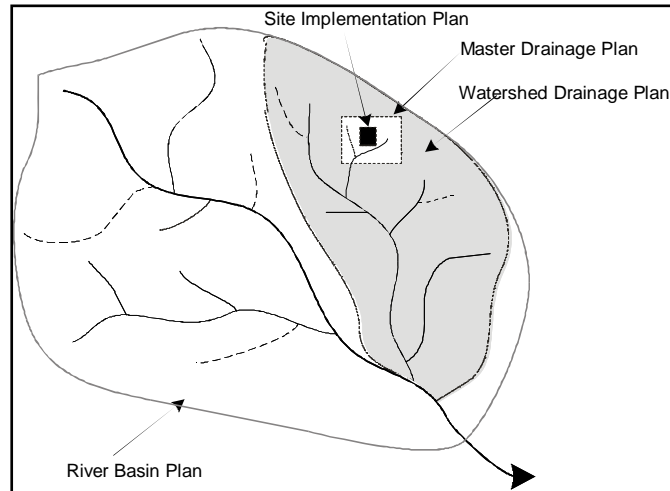 Site Implementation Plan
Master Drainage Plan
Watershed Drainage Plan
River Basin Plan